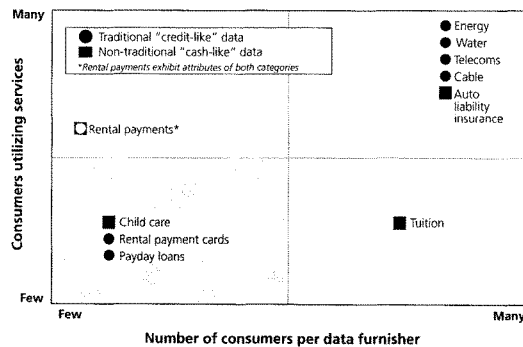 Many
Traditional "credit-like" data
Non-traditional "cash-like" data
*Rental payments exhibit attributes of both categories
Energy
Water
Telecoms
Cable
Auto
liability
insurance
Rental payments*
Consumers utilizing services
Child care
Rental payment cards
Payday loans
Tuition
Few
Few
Many
Number of consumers per data furnisher